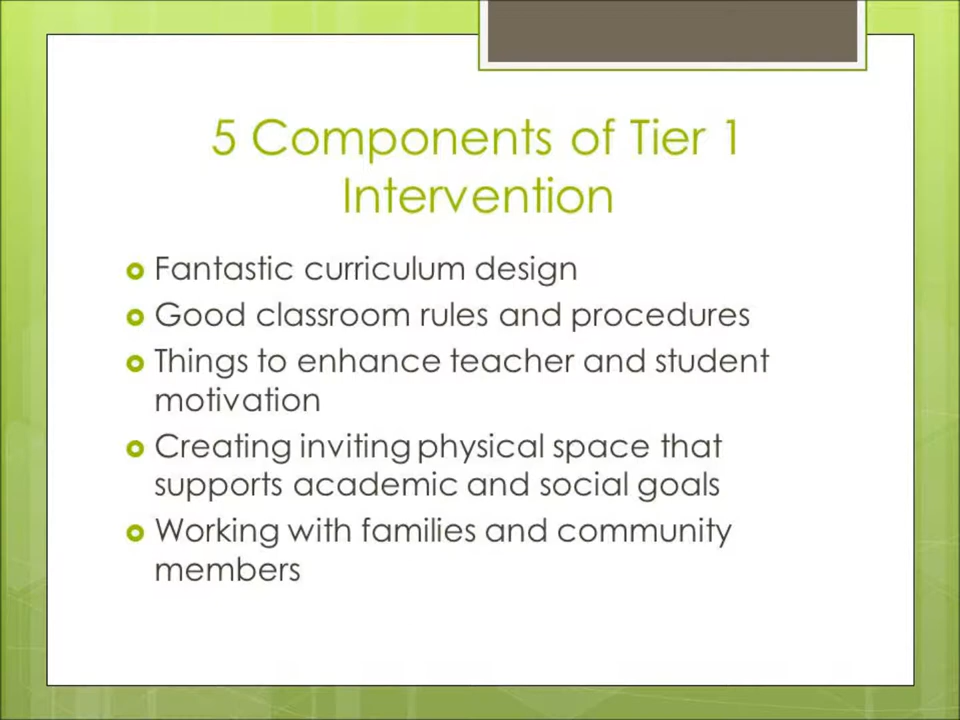 5 Components of Tier 1
Intervention
Fantastic curriculum design
Good classroom rules and procedures
Things to enhance teacher and student
motivation
Creating inviting physical space that
supports academic and social goals
Working with families and community
members